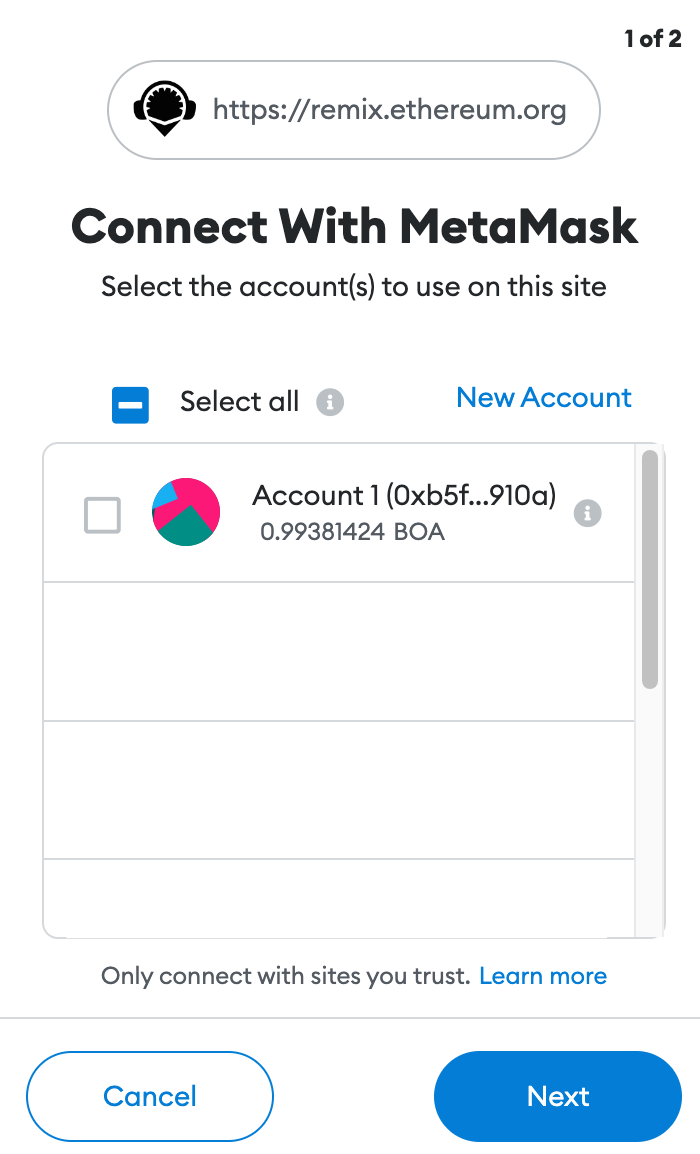 1 of 2
https://remix.ethereum.org
Connect With MetaMask
Select the account(s) to use on this site
Select all
New Account
Account 1 (0xb5f...910a)
0.99381424 BOA
Only connect with sites you trust. Learn more
Cancel
Next